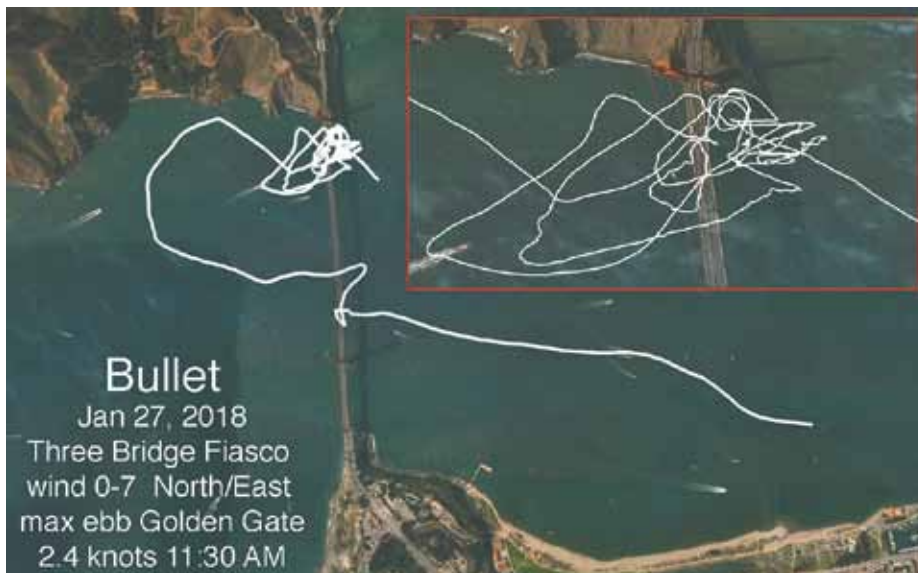 Bullet
Jan 27, 2018
Three Bridge Fiasco
wind 0-7 North/East
max ebb Golden Gate
2.4 knots 11:30 AM